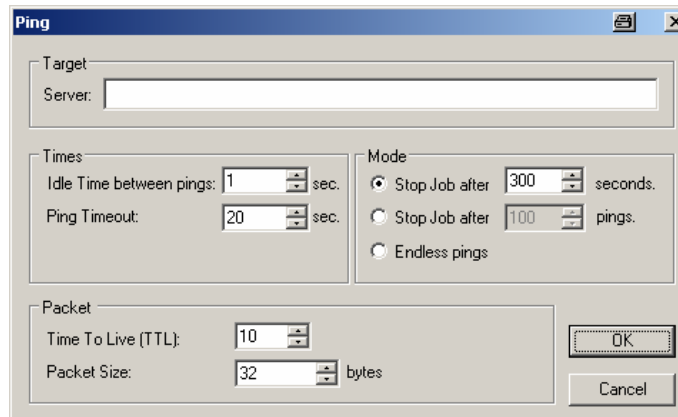 Ping
Target
Server:
Times
Idle Time between pings: 1 sec.
Ping Timeout: 20 sec.
Mode
Stop Job after 300 seconds.
Stop Job after 100 pings.
Endless pings
Packet
Time To Live (TTL): 10
Packet Size: 32 bytes
OK
Cancel